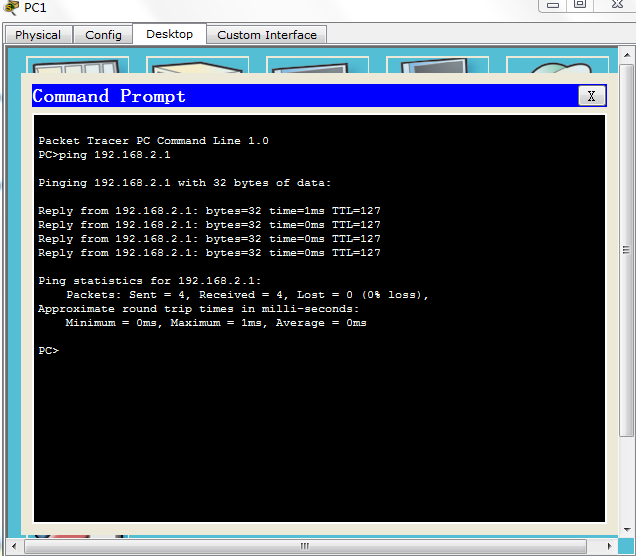 PC1
Physical Config Desktop Custom Interface
Command Prompt X
Packet Tracer PC Command Line 1.0
PC>ping 192.168.2.1
Pinging 192.168.2.1 with 32 bytes of data:
Reply from 192.168.2.1: bytes=32 time=1ms TTL=127
Reply from 192.168.2.1: bytes=32 time=0ms TTL=127
Reply from 192.168.2.1: bytes=32 time=0ms TTL=127
Reply from 192.168.2.1: bytes=32 time=0ms TTL=127
Ping statistics for 192.168.2.1:
Packets: Sent = 4, Received = 4, Lost = 0 (0% loss),
Approximate round trip times in milli-seconds:
Minimum = 0ms, Maximum = 1ms, Average = 0ms
PC>